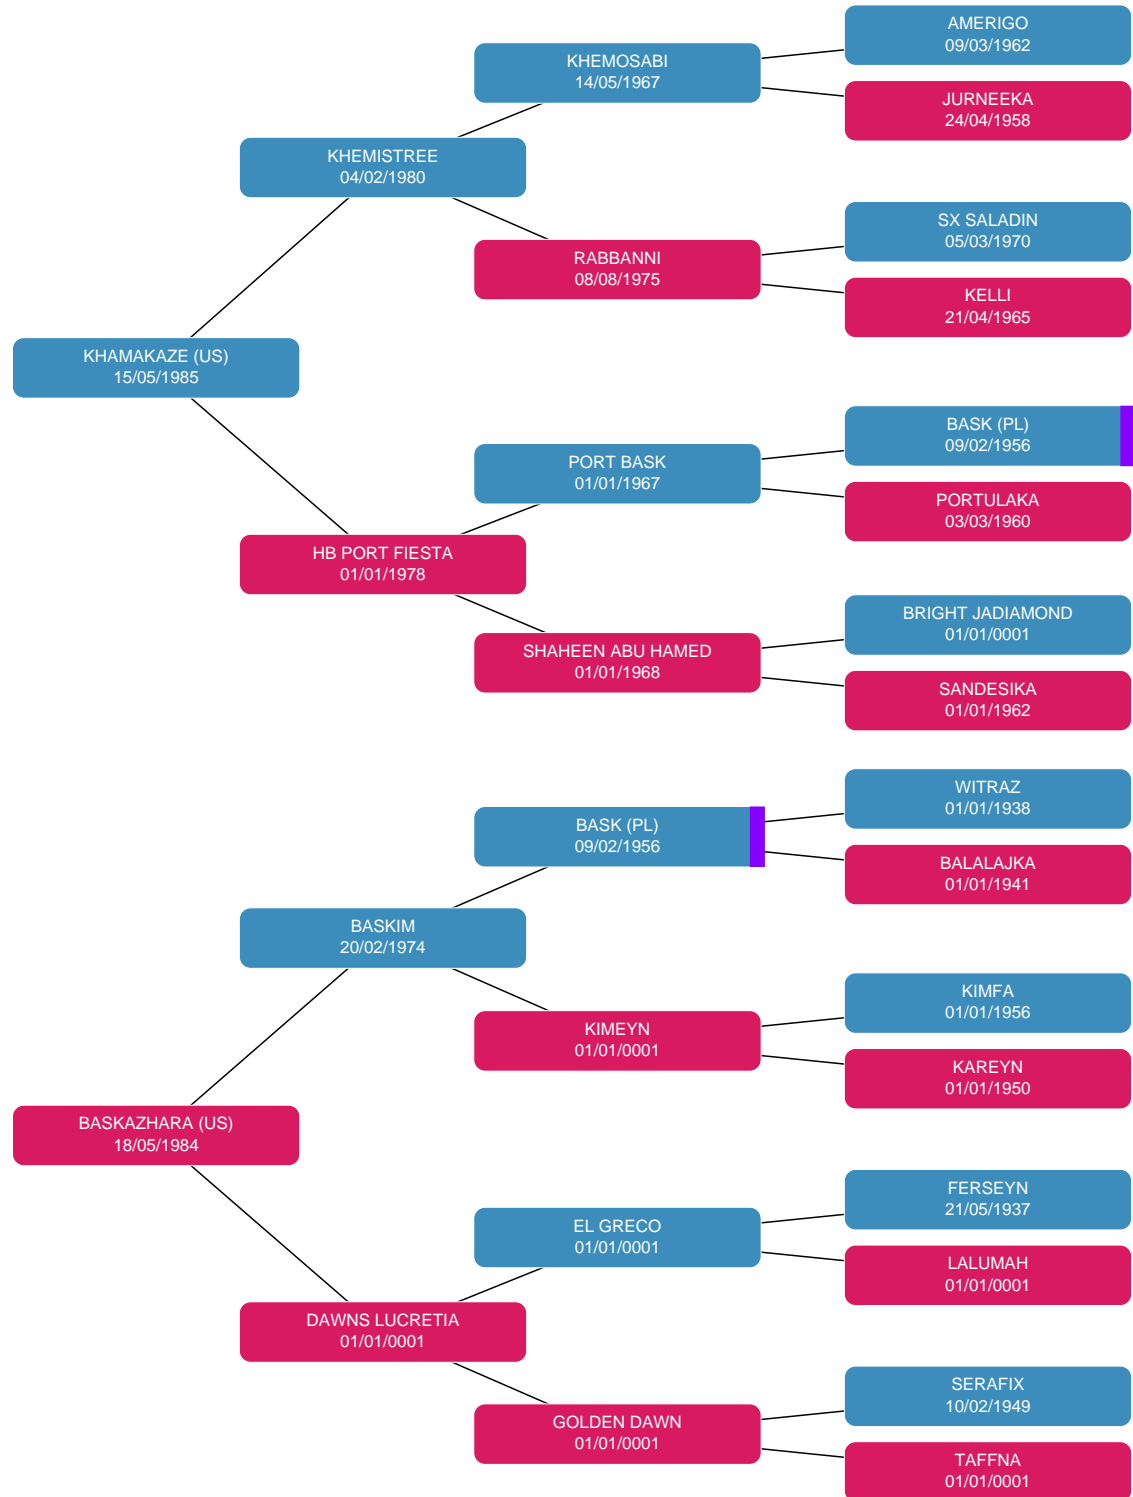 AMERIGO
09/03/1962
KHEMOSABI
14/05/1967
JURNEEKA
24/04/1958
KHEMISTREE
04/02/1980
SX SALADIN
05/03/1970
RABBANNI
08/08/1975
KELLI
21/04/1965
KHAMAKAZE (US)
15/05/1985
BASK (PL)
09/02/1956
PORT BASK
01/01/1967
PORTULAKA
03/03/1960
HB PORT FIESTA
01/01/1978
BRIGHT JADIAMOND
01/01/0001
SHAHEEN ABU HAMED
01/01/1968
SANDESIKA
01/01/1962
WITRAZ
01/01/1938
BASK (PL)
09/02/1956
BALALAJKA
01/01/1941
BASKIM
20/02/1974
KIMFA
01/01/1956
KIMEYN
01/01/0001
KAREYN
01/01/1950
BASKAZHARA (US)
18/05/1984
FERSEYN
21/05/1937
EL GRECO
01/01/0001
LALUMAH
01/01/0001
DAWNS LUCRETIA
01/01/0001
SERAFIX
10/02/1949
GOLDEN DAWN
01/01/0001
TAFFNA
01/01/0001